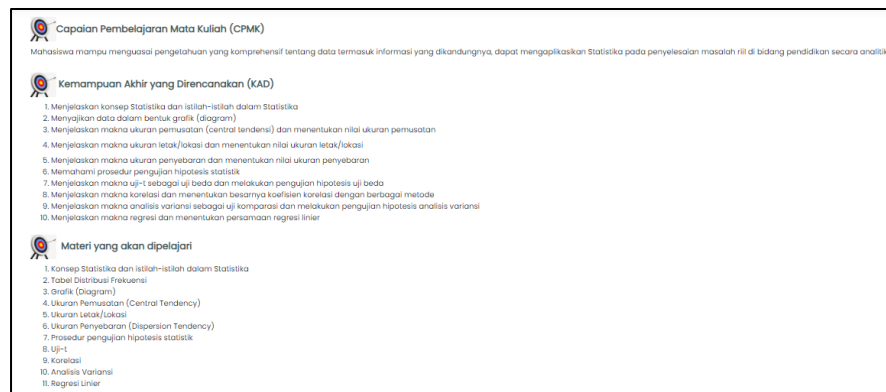 Capaian Pembelajaran Mata Kuliah (CPMK)
Mahasiswa mampu menguasai pengetahuan yang komprehensif tentang data termasuk informasi yang dikandungnya, dapat mengaplikasikan Statistika pada penyelesaian masalah riil di bidang pendidikan secara analitik
Kemampuan Akhir yang Direncanakan (KAD)
1. Menjelaskan konsep Statistika dan istilah-istilah dalam Statistika
2. Menyajikan data dalam bentuk grafik (diagram)
3. Menjelaskan makna ukuran pemusatan (central tendensi) dan menentukan nilai ukuran pemusatan
4. Menjelaskan makna ukuran letak/lokasi dan menentukan nilai ukuran letak/lokasi
5. Menjelaskan makna ukuran penyebaran dan menentukan nilai ukuran penyebaran
6. Memahami prosedur pengujian hipotesis statistik
7. Menjelaskan makna uji-t sebagai uji beda dan melakukan pengujian hipotesis uji beda
8. Menjelaskan makna korelasi dan menentukan besarnya koefisien korelasi dengan berbagai metode
9. Menjelaskan makna analisis variansi sebagai uji komparasi dan melakukan pengujian hipotesis analisis variansi
10. Menjelaskan makna regresi dan menentukan persamaan regresi linier
Materi yang akan dipelajari
1. Konsep Statistika dan istilah-istilah dalam Statistika
2. Tabel Distribusi Frekuensi
3. Grafik (Diagram)
4. Ukuran Pemusatan (Central Tendency)
5. Ukuran Letak/Lokasi
6. Ukuran Penyebaran (Dispersion Tendency)
7. Prosedur pengujian hipotesis statistik
8. Uji-t
9. Korelasi
10. Analisis Variansi
11. Regresi Linier